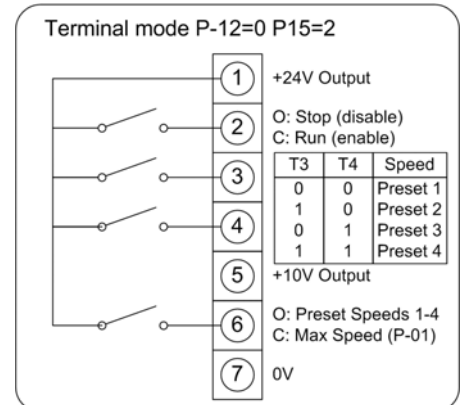 Terminal mode P-12=0 P15=2
1 +24V Output
2 O: Stop (disable)
C: Run (enable)
3 T3 T4 Speed
0 0 Preset 1
1 0 Preset 2
4 0 1 Preset 3
1 1 Preset 4
5 +10V Output
6 O: Preset Speeds 1-4
C: Max Speed (P-01)
7 0V